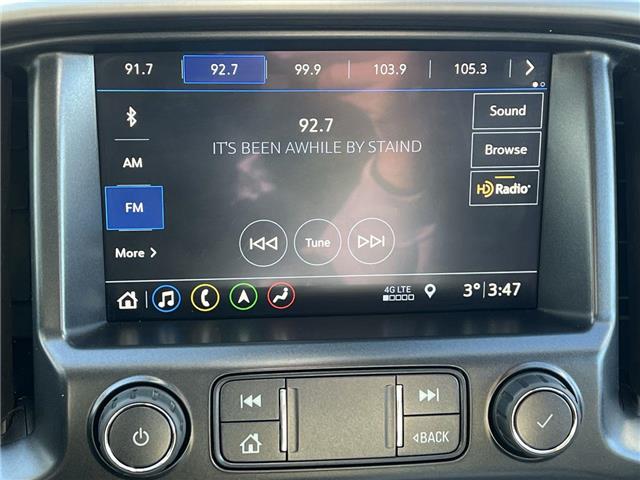 91.7 92.7 99.9 103.9 105.3
92.7
IT'S BEEN AWHILE BY STAIND
Sound
Browse
HD Radio
AM
FM
More
Tune
4G LTE
3° 3:47
BACK